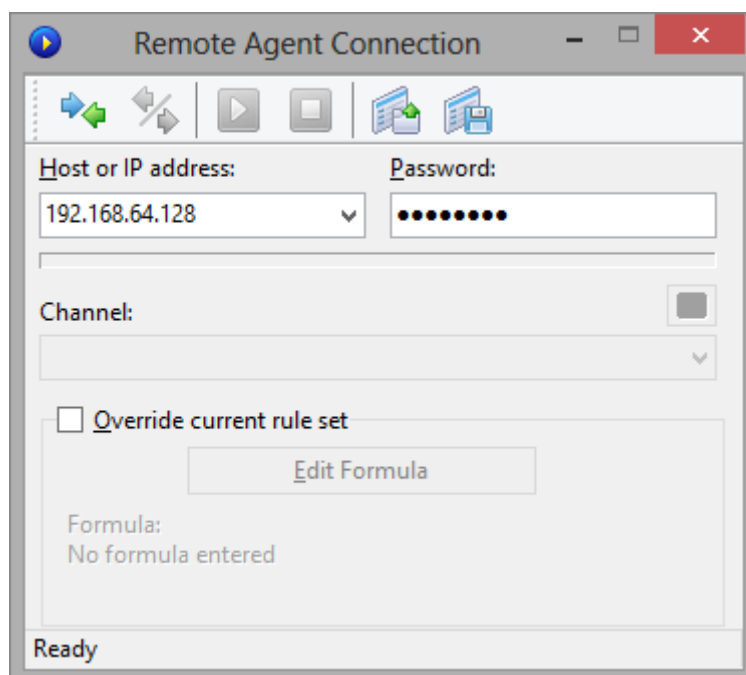 Remote Agent Connection
Host or IP address: Password:
192.168.64.128 ●●●●●●●●
Channel:
Override current rule set
Edit Formula
Formula:
No formula entered
Ready